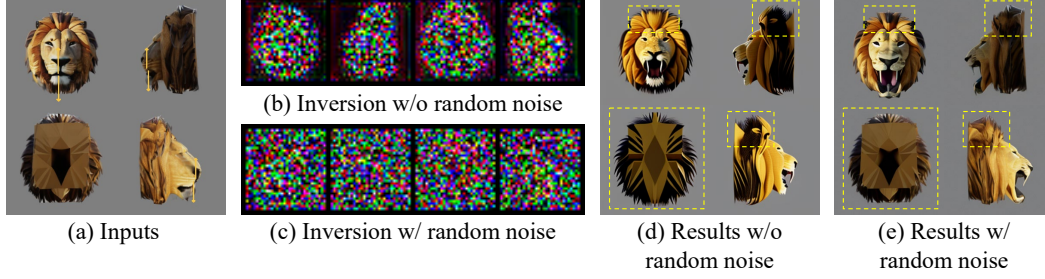 (a) Inputs
(b) Inversion w/o random noise
(c) Inversion w/ random noise
(d) Results w/o
random noise
(e) Results w/
random noise